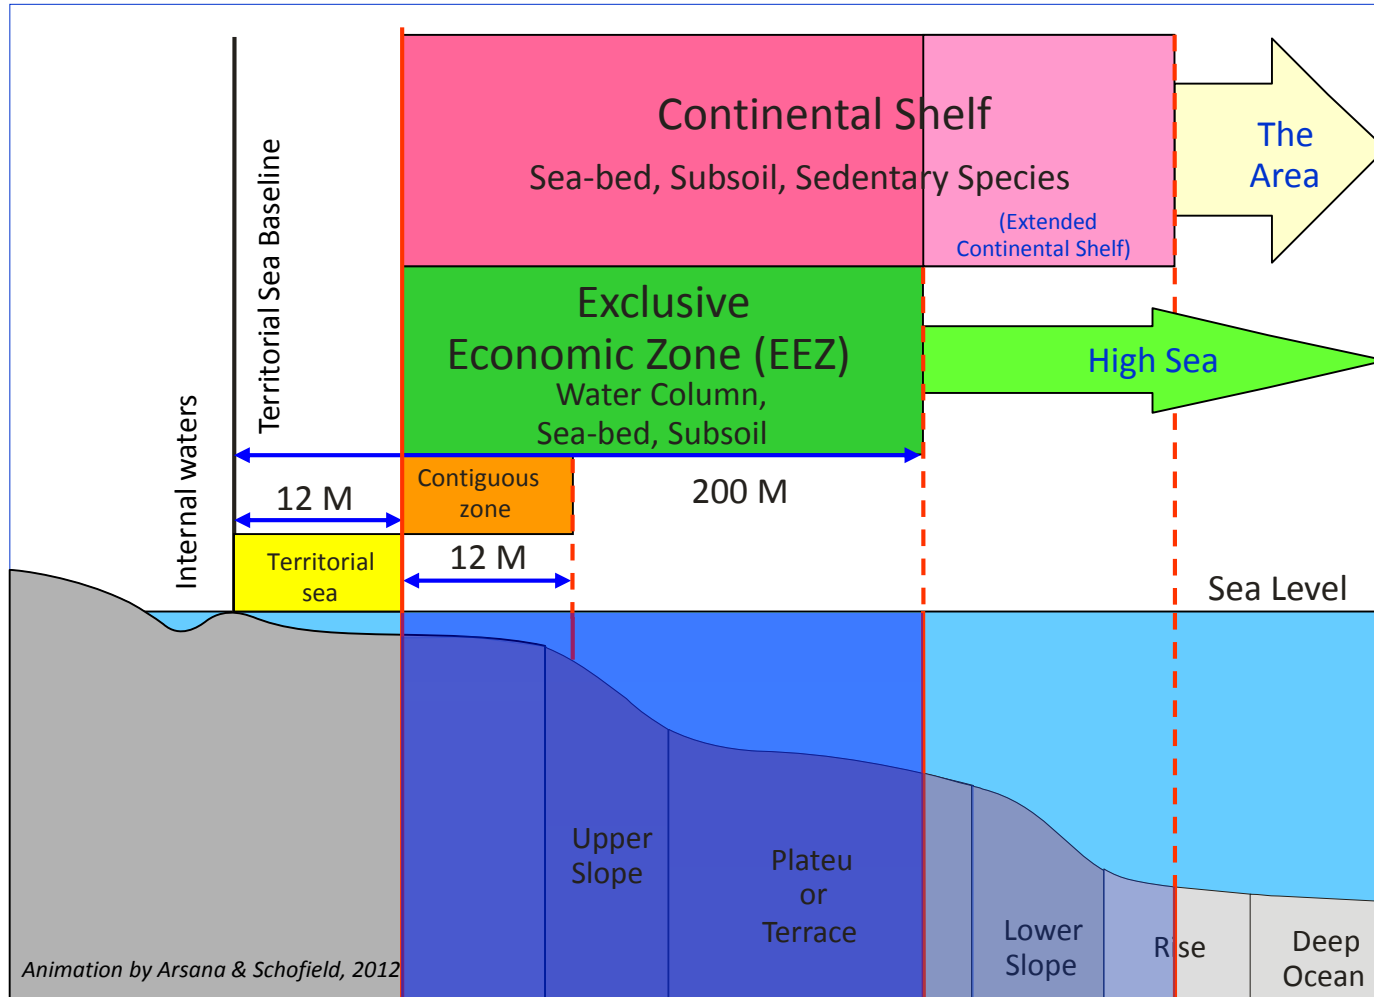 Continental Shelf
Sea-bed, Subsoil, Sedentary Species
(Extended
Continental Shelf)
The
Area
Exclusive
Economic Zone (EEZ)
Water Column,
Sea-bed, Subsoil
High Sea
Territorial Sea Baseline
Internal waters
12 M
Contiguous
zone
200 M
Territorial
sea
12 M
Sea Level
Upper
Slope
Plateu
or
Terrace
Lower
Slope
Rise
Deep
Ocean
Animation by Arsana & Schofield, 2012